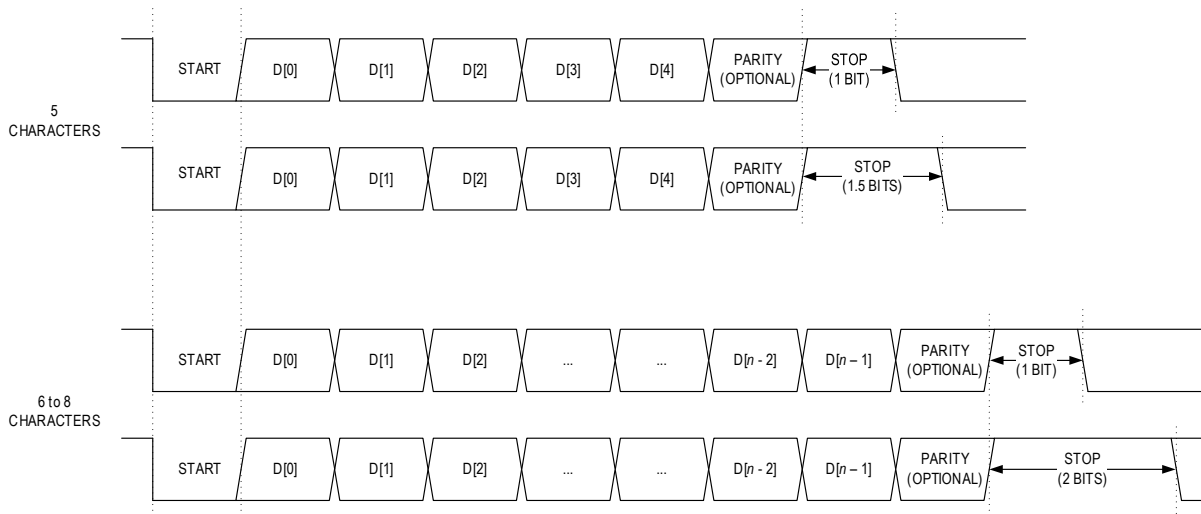 START D[0] D[1] D[2] D[3] D[4] PARITY (OPTIONAL) STOP (1 BIT)
5 CHARACTERS
START D[0] D[1] D[2] D[3] D[4] PARITY (OPTIONAL) STOP (1.5 BITS)
START D[0] D[1] D[2] ... ... D[n - 2] D[n – 1] PARITY (OPTIONAL) STOP (1 BIT)
6 to 8 CHARACTERS
START D[0] D[1] D[2] ... ... D[n - 2] D[n – 1] PARITY (OPTIONAL) STOP (2 BITS)